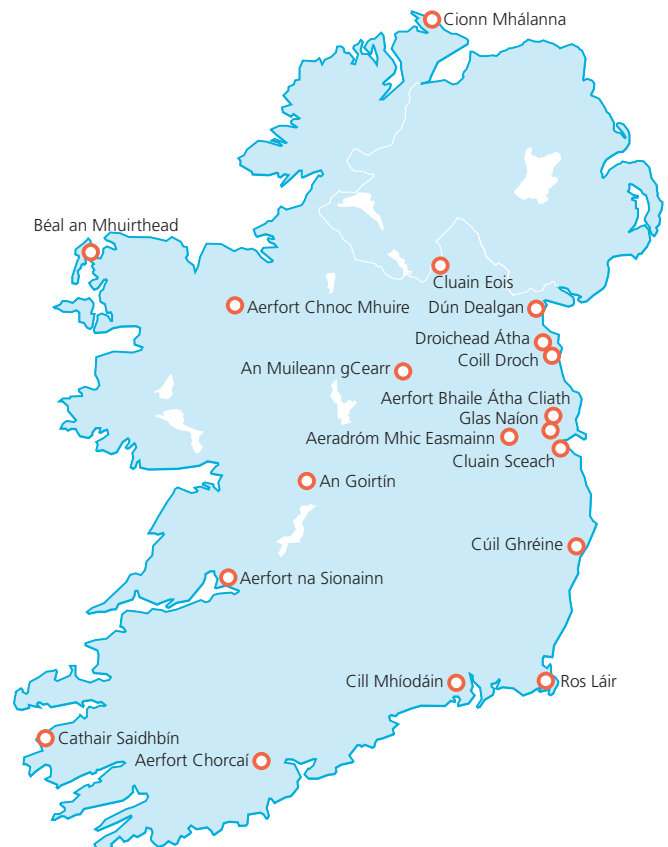 Cionn Mhálanna
Béal an Mhuirthead
Cluain Eois
Aerfort Chnoc Mhuire
Dún Dealgan
Droichead Átha
Coill Droch
An Muileann gCearr
Aerfort Bhaile Átha Cliath
Glas Naíon
Aeradróm Mhic Easmainn
Cluain Sceach
An Goirtín
Cúil Ghréine
Aerfort na Sionainn
Cill Mhíodáin
Ros Láir
Cathair Saidhbín
Aerfort Chorcaí